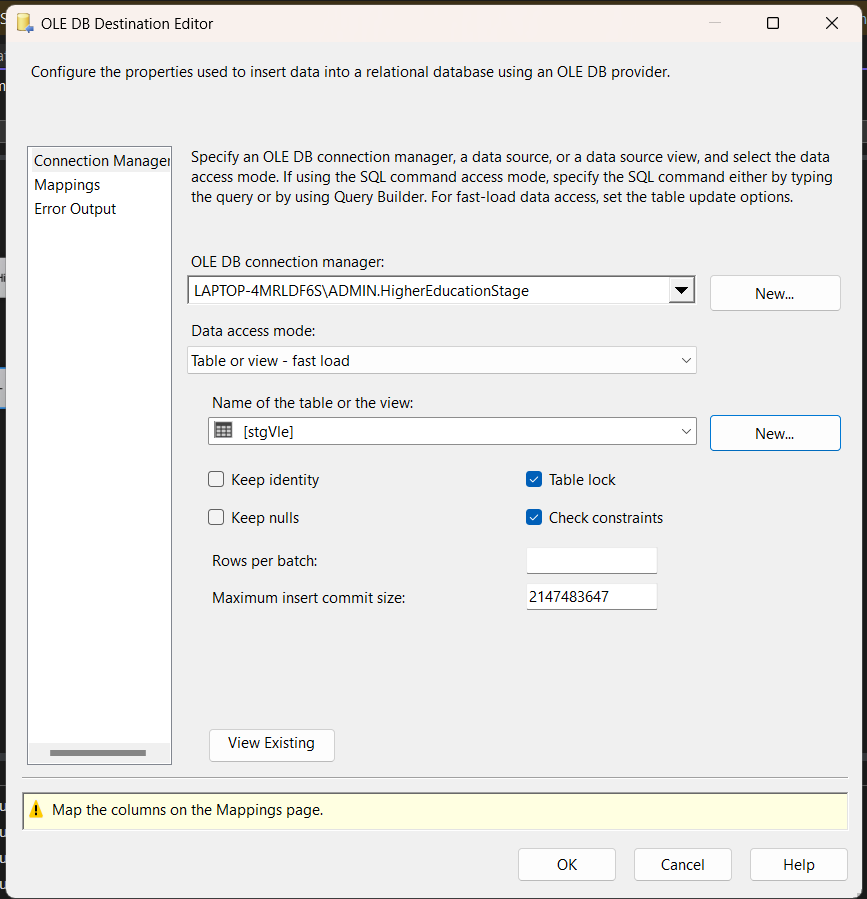 OLE DB Destination Editor
Configure the properties used to insert data into a relational database using an OLE DB provider.
Connection Manager
Mappings
Error Output
Specify an OLE DB connection manager, a data source, or a data source view, and select the data
access mode. If using the SQL command access mode, specify the SQL command either by typing
the query or by using Query Builder. For fast-load data access, set the table update options.
OLE DB connection manager:
LAPTOP-4MRLDF6S\ADMIN.HigherEducationStage
New...
Data access mode:
Table or view - fast load
Name of the table or the view:
[stgVle]
New...
Keep identity
Table lock
Keep nulls
Check constraints
Rows per batch:
Maximum insert commit size:
2147483647
View Existing
Map the columns on the Mappings page.
OK
Cancel
Help